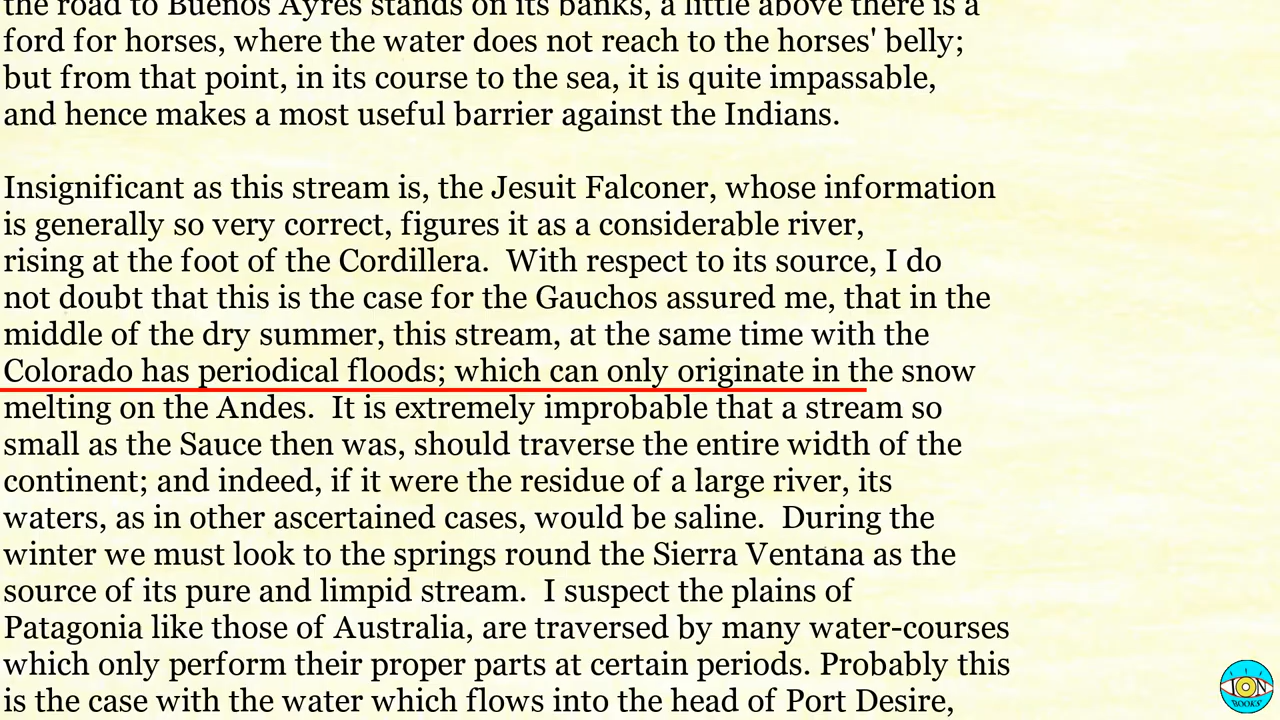 the road to Buenos Ayres stands on its banks, a little above there is a
ford for horses, where the water does not reach to the horses' belly;
but from that point, in its course to the sea, it is quite impassable,
and hence makes a most useful barrier against the Indians.
Insignificant as this stream is, the Jesuit Falconer, whose information
is generally so very correct, figures it as a considerable river,
rising at the foot of the Cordillera.  With respect to its source, I do
not doubt that this is the case for the Gauchos assured me, that in the
middle of the dry summer, this stream, at the same time with the
Colorado has periodical floods; which can only originate in the snow
melting on the Andes.  It is extremely improbable that a stream so
small as the Sauce then was, should traverse the entire width of the
continent; and indeed, if it were the residue of a large river, its
waters, as in other ascertained cases, would be saline.  During the
winter we must look to the springs round the Sierra Ventana as the
source of its pure and limpid stream.  I suspect the plains of
Patagonia like those of Australia, are traversed by many water-courses
which only perform their proper parts at certain periods. Probably this
is the case with the water which flows into the head of Port Desire,
ION
BOOKS